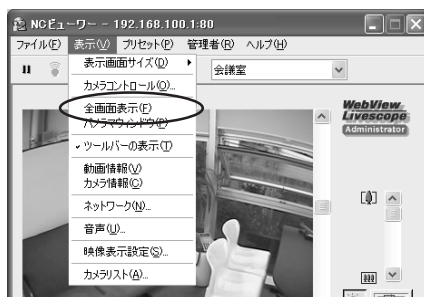 NCビューワー - 192.168.100.1:80
ファイル(F) 表示(V) プリセット(P) 管理者(R) ヘルプ(H)
会議室
表示画面サイズ(D)
カメラコントロール(O)...
全画面表示(F)
パノラマウィンドウ(P)
ツールバーの表示(T)
動画情報(V)
カメラ情報(C)
ネットワーク(N)...
音声(U)...
映像表示設定(S)...
カメラリスト(A)...
WebView
Livescope
Administrator